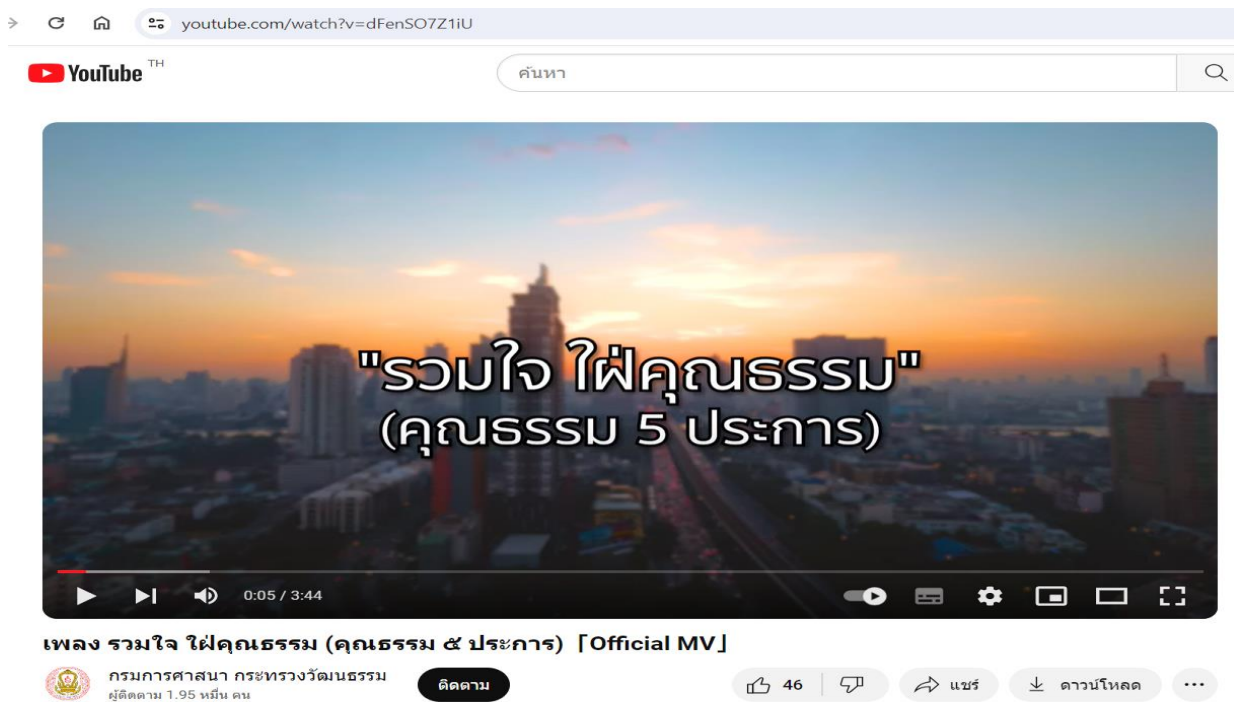 youtube.com/watch?v=dFenSO7Z1iU
YouTube TH
ค้นหา
"รวมใจ ใฝ่คุณธรรม"
(คุณธรรม 5 ประการ)
0:05 / 3:44
เพลง รวมใจ ใฝ่คุณธรรม (คุณธรรม ๕ ประการ)「Official MV」
กรมการศาสนา กระทรวงวัฒนธรรม
ผู้ติดตาม 1.95 หมื่น คน
ติดตาม
46
แชร์
ดาวน์โหลด